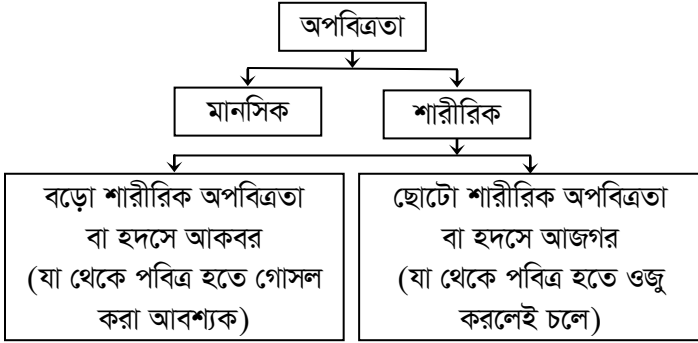 অপবিত্রতা
মানসিক
শারীরিক
বড়ো শারীরিক অপবিত্রতা
বা হদসে আকবর
(যা থেকে পবিত্র হতে গোসল
করা আবশ্যক)
ছোটো শারীরিক অপবিত্রতা
বা হদসে আজগর
(যা থেকে পবিত্র হতে ওজু
করলেই চলে)